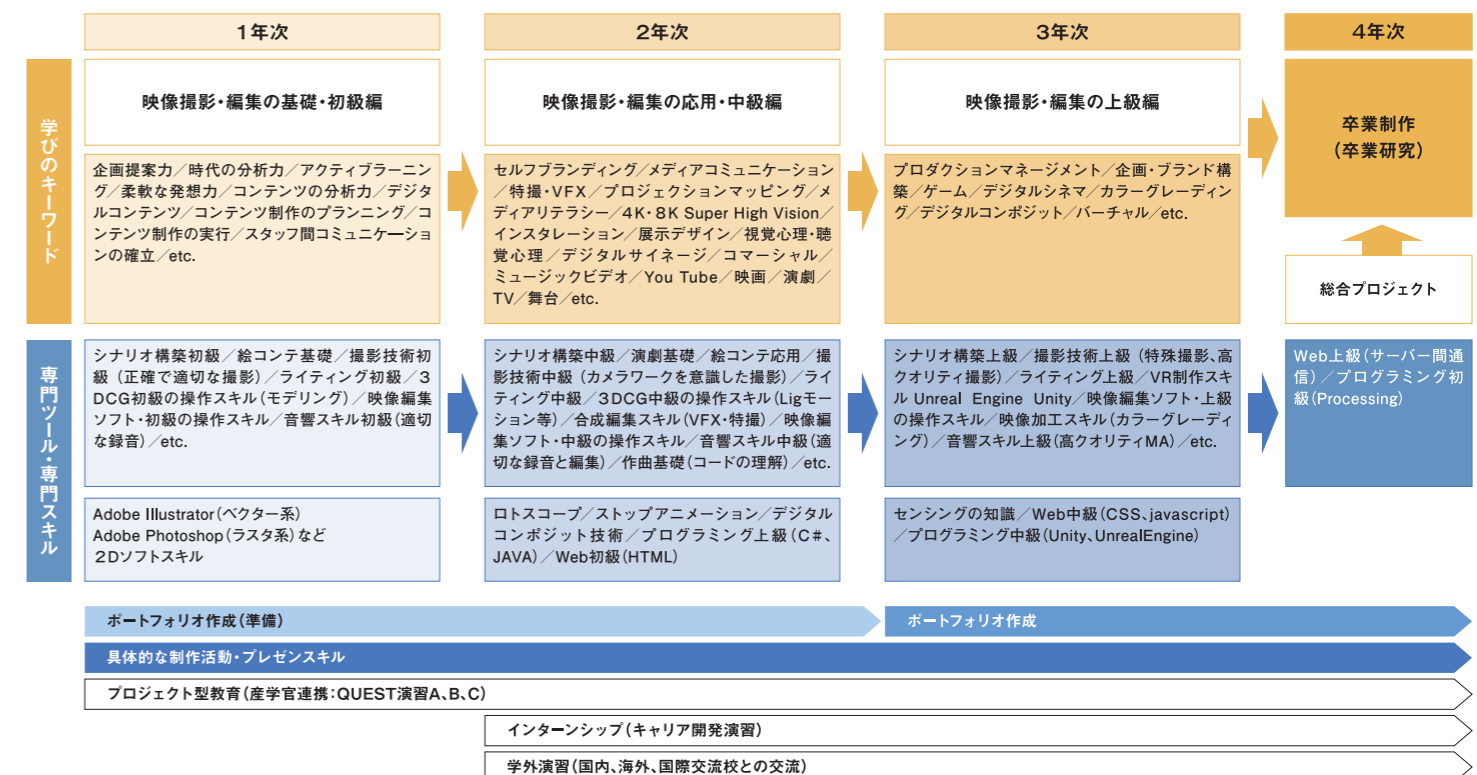 1年次
2年次
3年次
4年次
学びのキーワード
映像撮影・編集の基礎・初級編
映像撮影・編集の応用・中級編
映像撮影・編集の上級編
卒業制作
(卒業研究)
企画提案力／時代の分析力／アクティブラーニン
グ／柔軟な発想力／コンテンツの分析力／デジタ
ルコンテンツ／コンテンツ制作のプランニング／コ
ンテンツ制作の実行／スタッフ間コミュニケーショ
ンの確立／etc.
セルフブランディング／メディアコミュニケーション
／特撮・VFX／プロジェクションマッピング／メ
ディアリテラシー／4K・8K Super High Vision／
インスタレーション／展示デザイン／視覚心理・聴
覚心理／デジタルサイネージ／コマーシャル／
ミュージックビデオ／You Tube／映画／演劇／
TV／舞台／etc.
プロダクションマネージメント／企画・ブランド構
築／ゲーム／デジタルシネマ／カラーグレーディン
グ／デジタルコンポジット／バーチャル／etc.
総合プロジェクト
専門ツール・専門スキル
シナリオ構築初級／絵コンテ基礎／撮影技術初
級（正確で適切な撮影）／ライティング初級／3
DCG初級の操作スキル(モデリング)／映像編集
ソフト・初級の操作スキル／音響スキル初級(適切
な録音)／etc.
シナリオ構築中級／演劇基礎／絵コンテ応用／撮
影技術中級（カメラワークを意識した撮影）／ライ
ティング中級／3DCG中級の操作スキル(Ligモー
ション等)／合成編集スキル(VFX・特撮)／映像編
集ソフト・中級の操作スキル／音響スキル中級(適
切な録音と編集)／作曲基礎(コードの理解)／etc.
シナリオ構築上級／撮影技術上級（特殊撮影、高
クオリティ撮影）／ライティング上級／VR制作スキ
ル Unreal Engine Unity／映像編集ソフト・上級
の操作スキル／映像加工スキル(カラーグレーディ
ング)／音響スキル上級(高クオリティMA)／etc.
Web上級(サーバー間通
信)／プログラミング初
級(Processing)
Adobe Illustrator(ベクター系)
Adobe Photoshop(ラスタ系)など
2Dソフトスキル
ロトスコープ／ストップアニメーション／デジタル
コンポジット技術／プログラミング上級(C#、
JAVA)／Web初級(HTML)
センシングの知識／Web中級(CSS、javascript)
／プログラミング中級(Unity、UnrealEngine)
ポートフォリオ作成(準備)
ポートフォリオ作成
具体的な制作活動・プレゼンスキル
プロジェクト型教育(産学官連携：QUEST演習A、B、C)
インターンシップ(キャリア開発演習)
学外演習(国内、海外、国際交流校との交流)